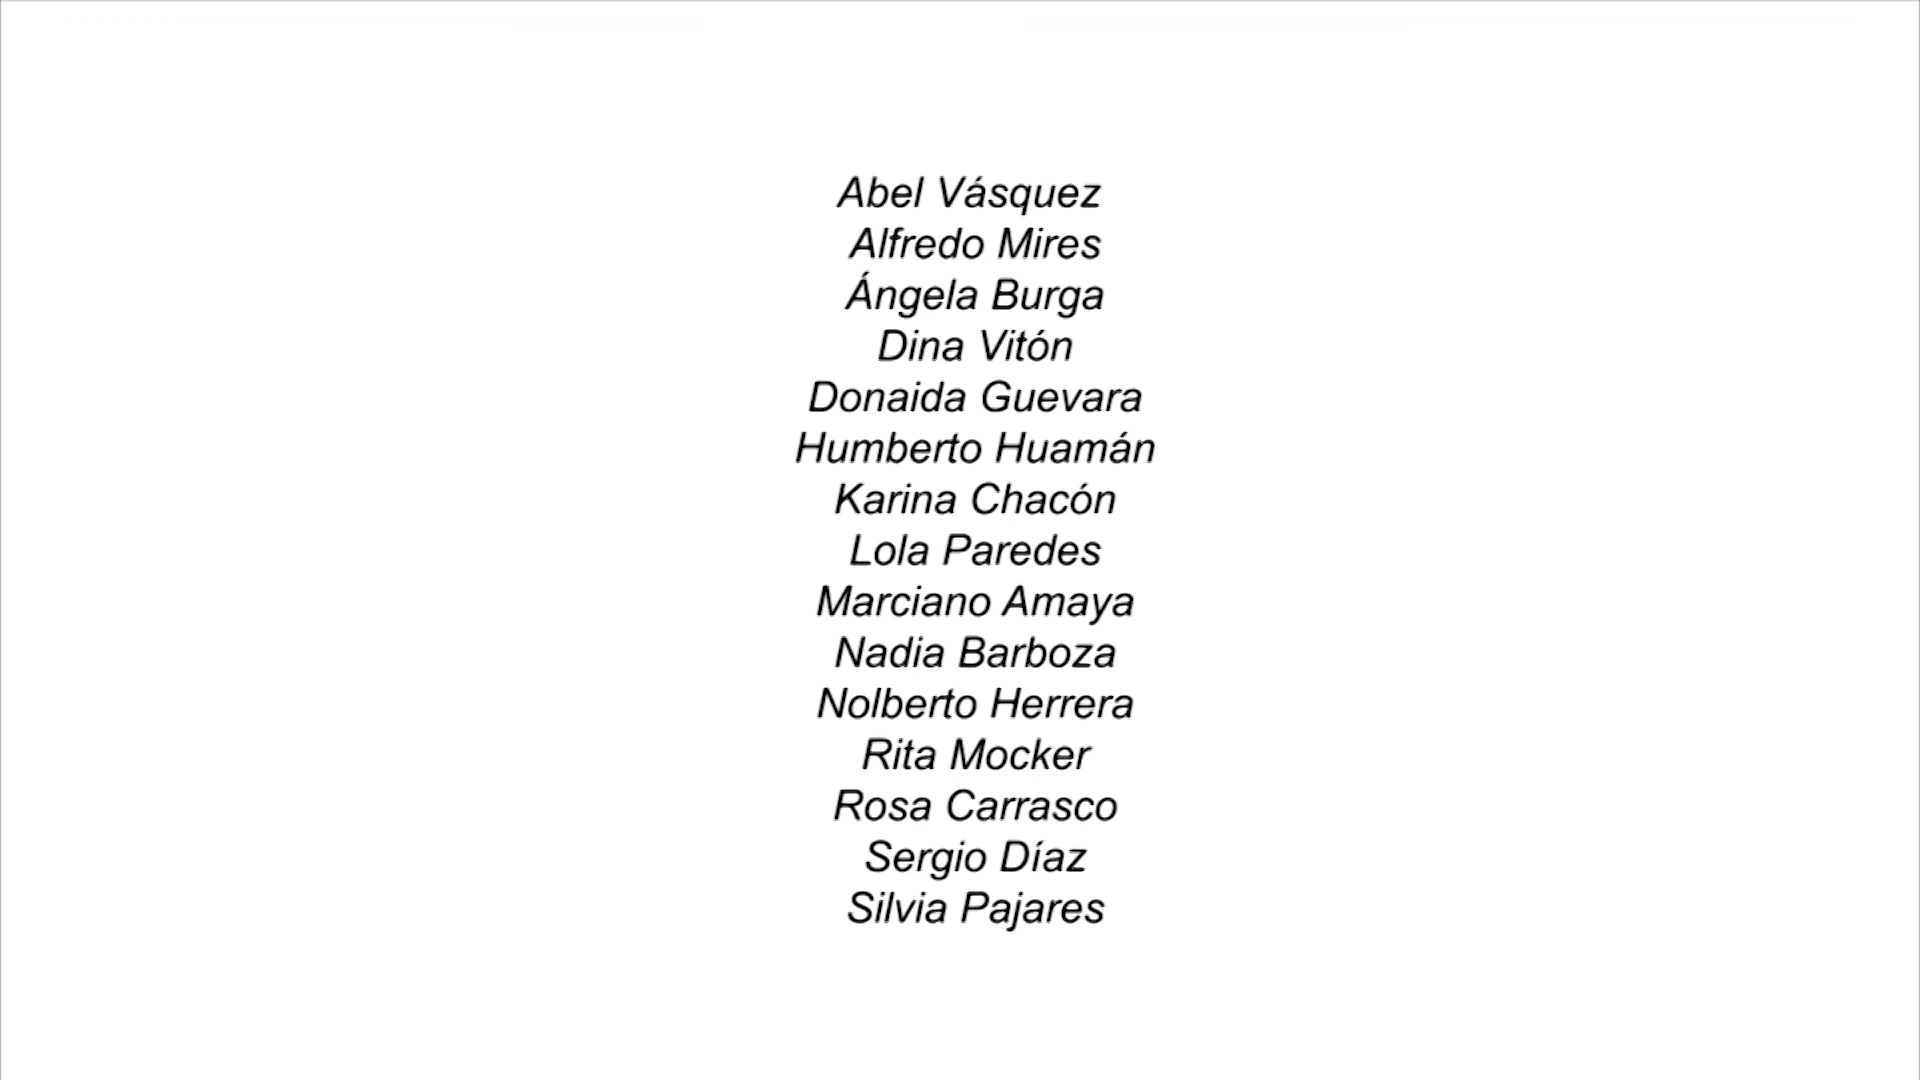 Abel Vásquez
Alfredo Mires
Ángela Burga
Dina Vitón
Donaida Guevara
Humberto Huamán
Karina Chacón
Lola Paredes
Marciano Amaya
Nadia Barboza
Nolberto Herrera
Rita Mocker
Rosa Carrasco
Sergio Díaz
Silvia Pajares